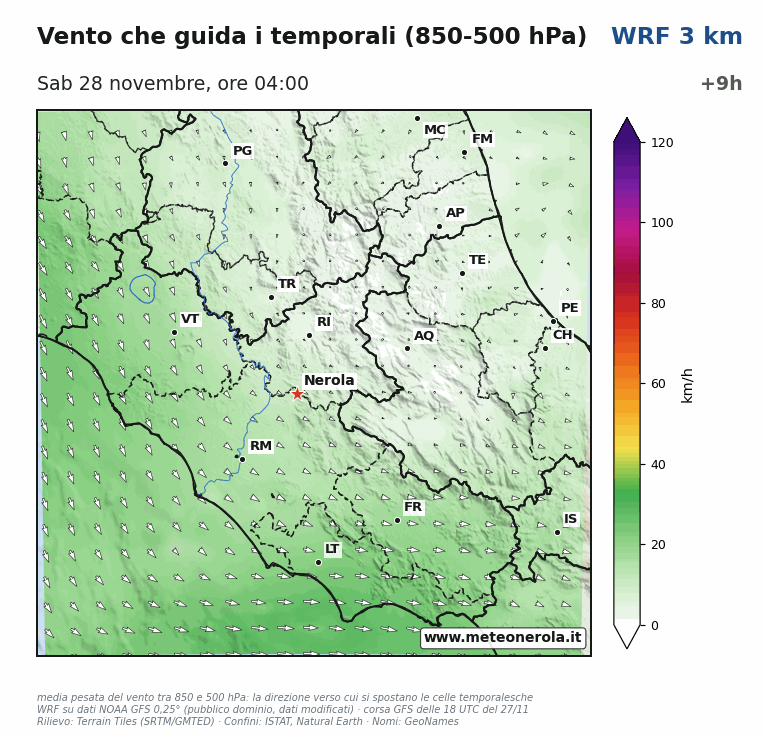 Vento che guida i temporali (850-500 hPa) WRF 3 km
Sab 28 novembre, ore 04:00 +9h
MC
FM
PG
AP
TE
TR
PE
VT
RI
CH
AQ
Nerola
RM
FR
IS
LT
www.meteonerola.it
120
100
80
60
40
20
0
km/h
media pesata del vento tra 850 e 500 hPa: la direzione verso cui si spostano le celle temporalesche
WRF su dati NOAA GFS 0,25° (pubblico dominio, dati modificati) · corsa GFS delle 18 UTC del 27/11
Rilievo: Terrain Tiles (SRTM/GMTED) · Confini: ISTAT, Natural Earth · Nomi: GeoNames